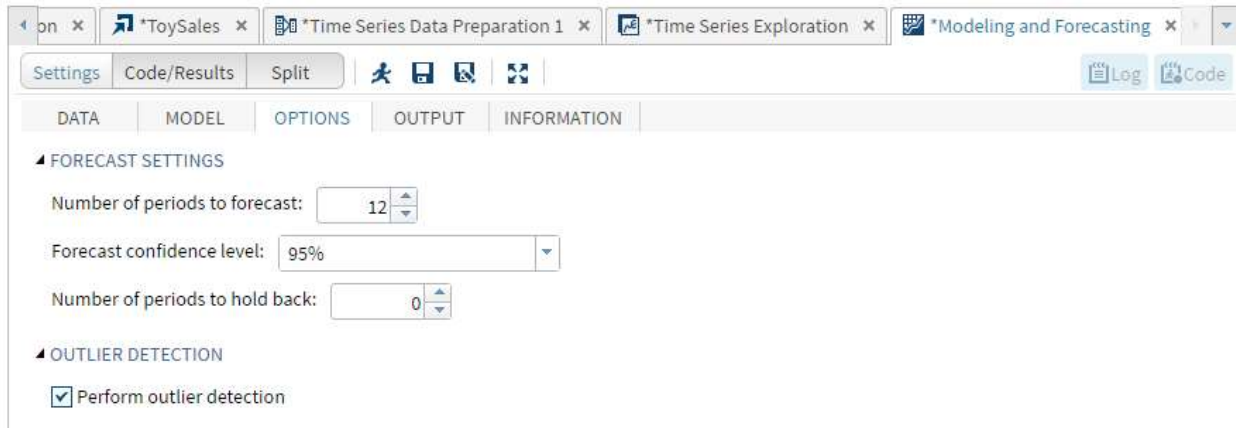 on × *ToySales × *Time Series Data Preparation 1 × *Time Series Exploration × *Modeling and Forecasting ×
Settings Code/Results Split Log Code
DATA MODEL OPTIONS OUTPUT INFORMATION
FORECAST SETTINGS
Number of periods to forecast: 12
Forecast confidence level: 95%
Number of periods to hold back: 0
OUTLIER DETECTION
Perform outlier detection